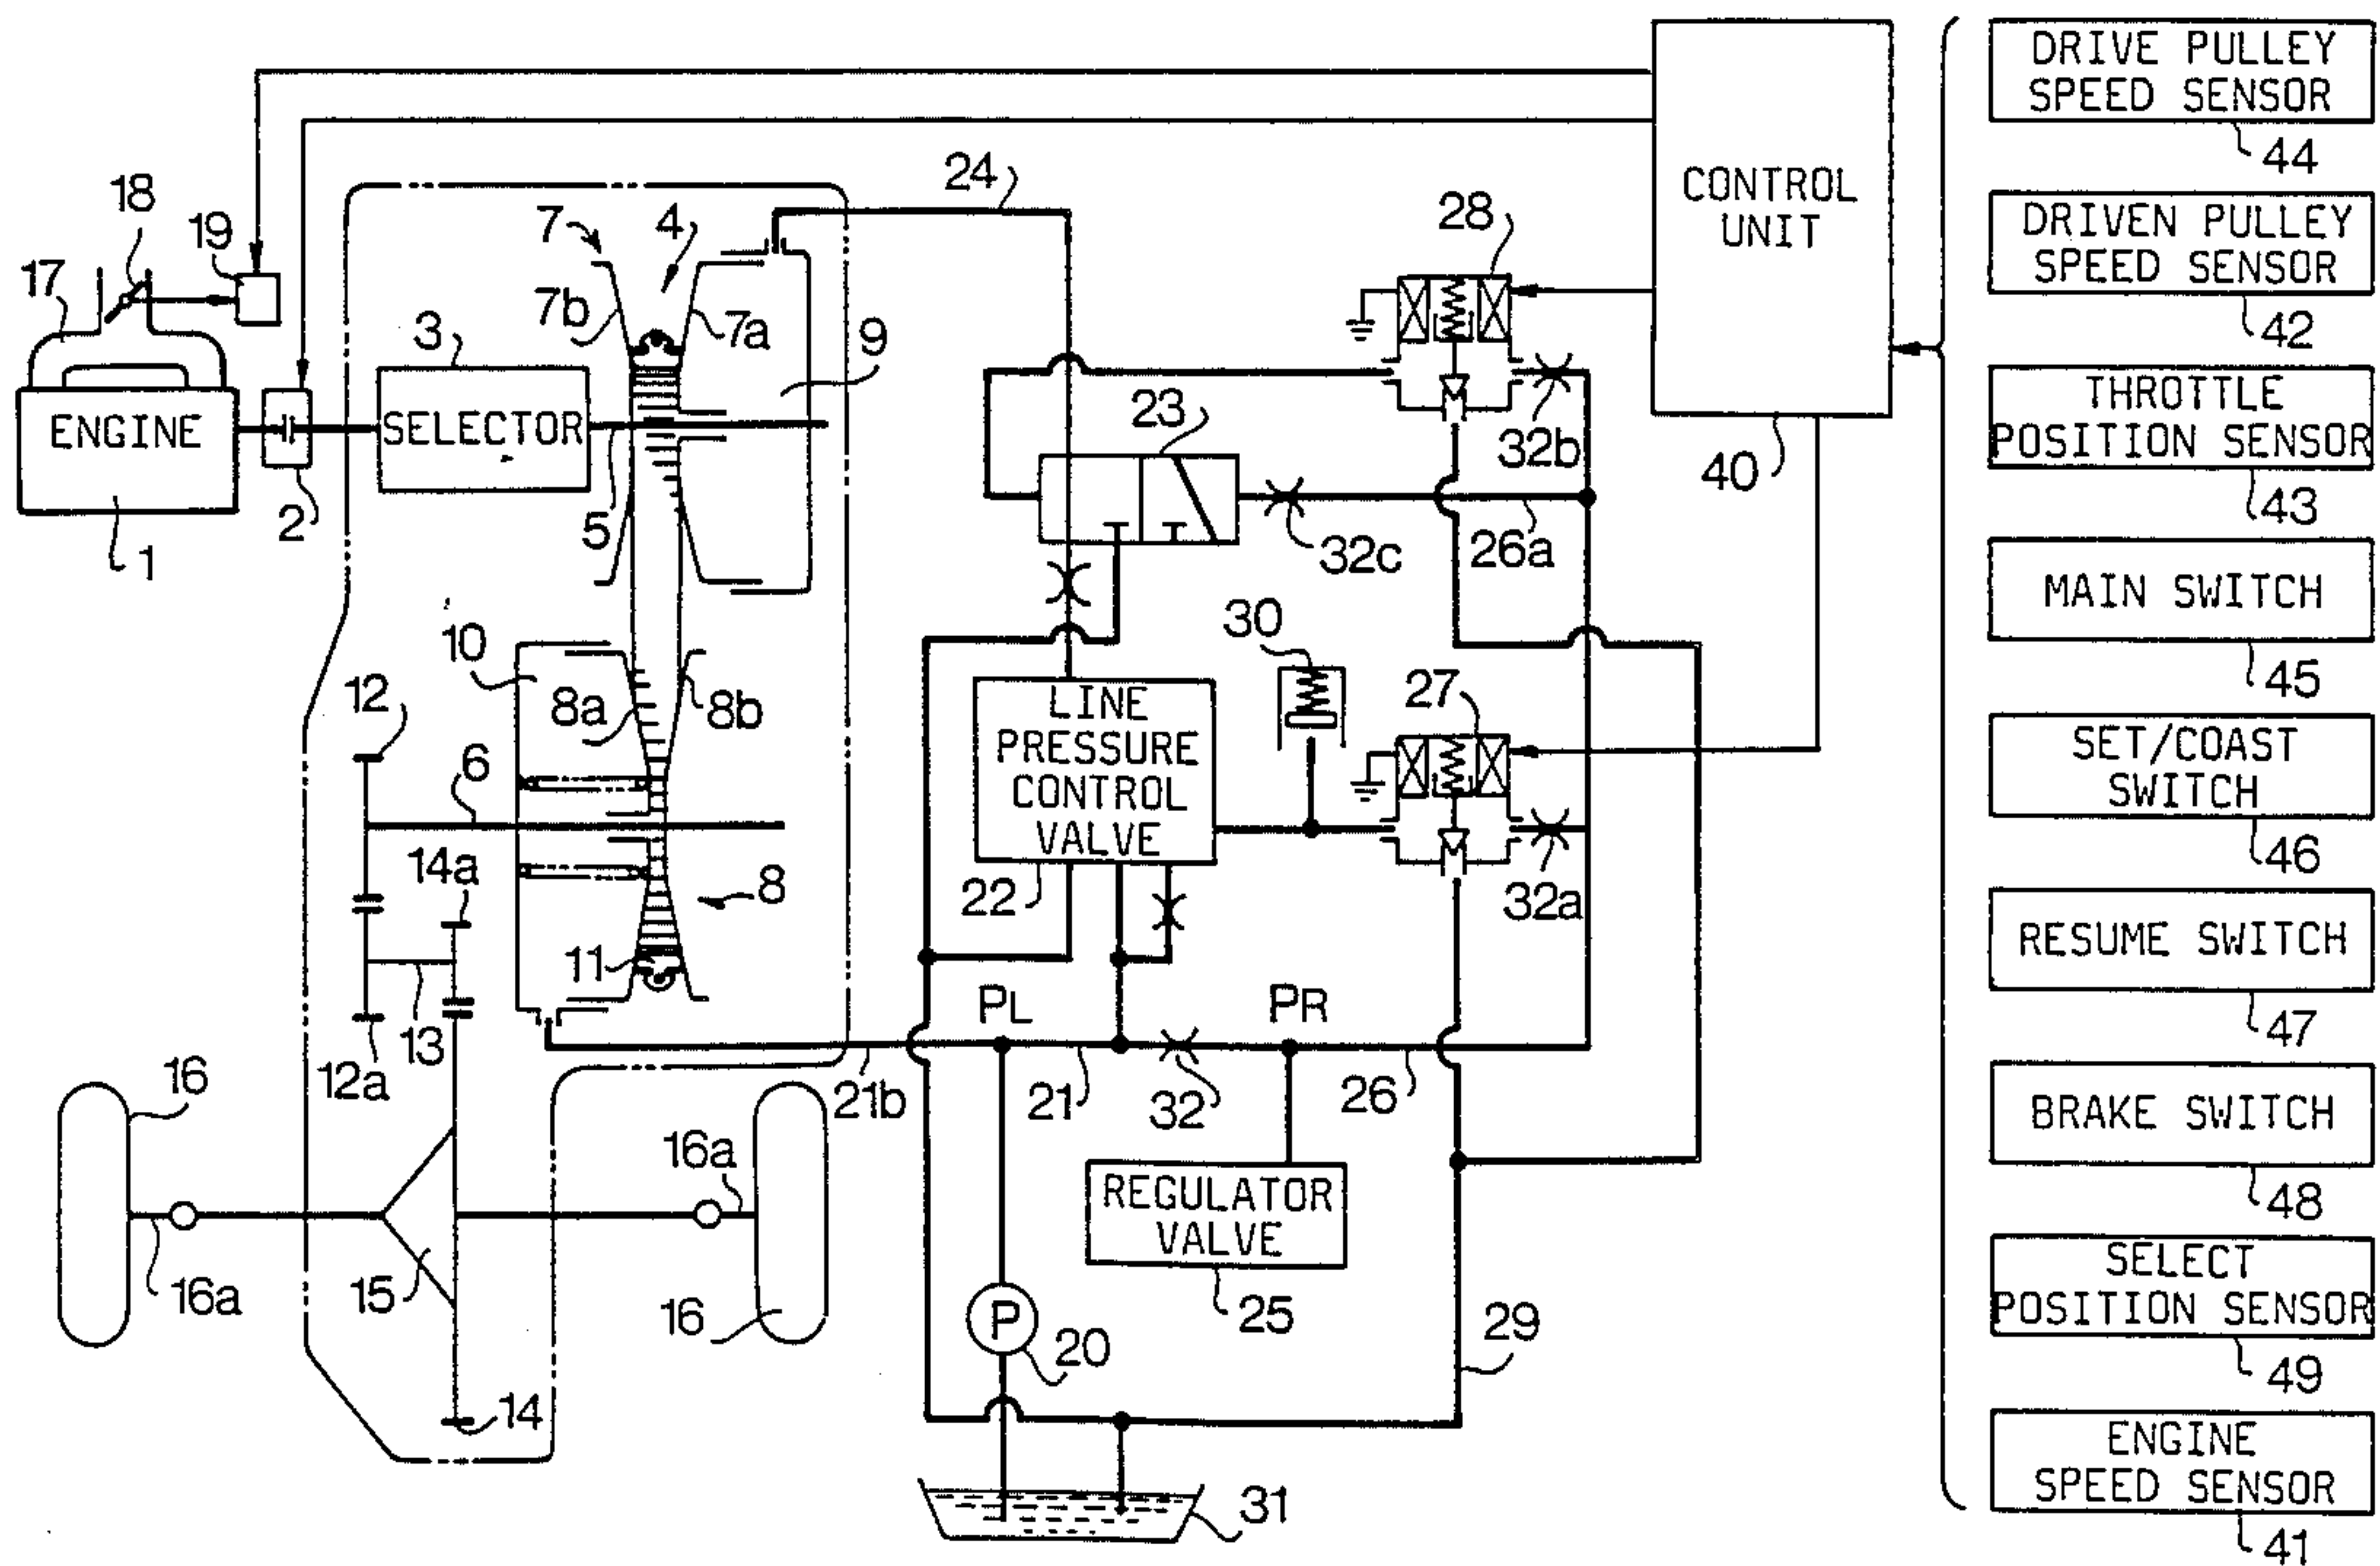 DRIVE PULLEY
SPEED SENSOR
44
DRIVEN PULLEY
SPEED SENSOR
42
THROTTLE
POSITION SENSOR
43
MAIN SWITCH
45
SET/COAST
SWITCH
46
RESUME SWITCH
47
BRAKE SWITCH
48
SELECT
POSITION SENSOR
49
ENGINE
SPEED SENSOR
41
CONTROL
UNIT
40
18
19
17
ENGINE
1
2
3
SELECTOR
5
7
4
7b
7a
9
24
28
23
32b
32c
26a
30
27
LINE
PRESSURE
CONTROL
VALVE
22
32a
10
8a
8b
12
6
14a
8
11
13
12a
PL
PR
21b
21
32
26
16
16a
15
16a
16
14
REGULATOR
VALVE
25
P
20
29
31